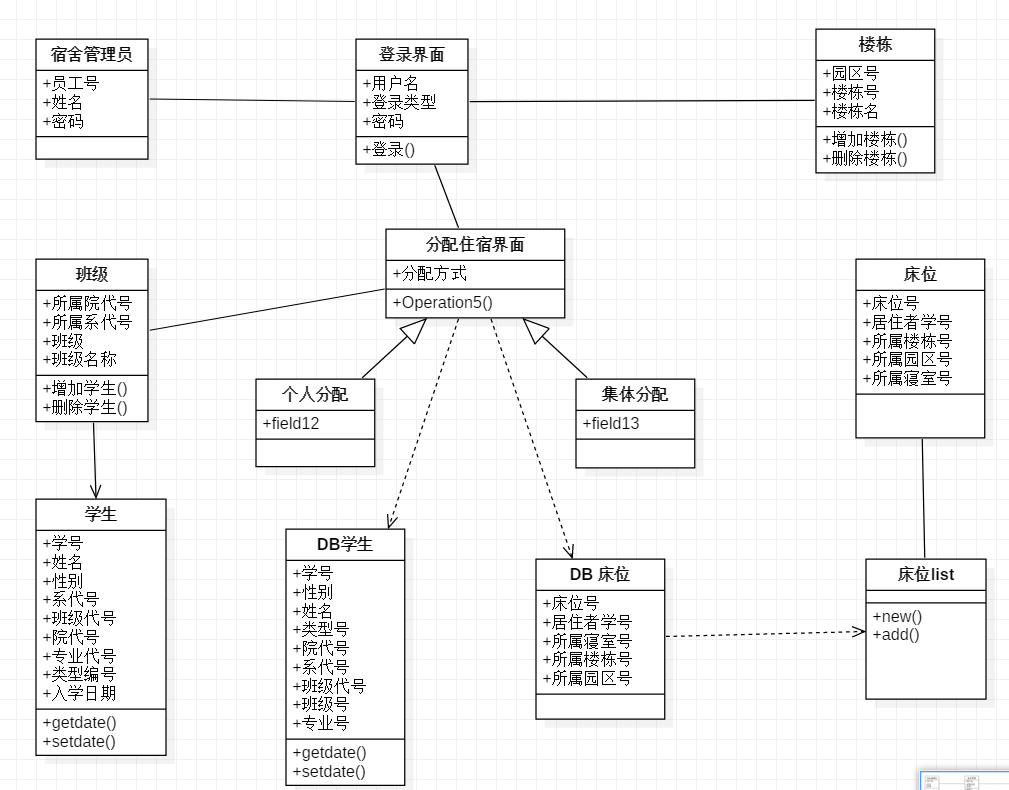 宿舍管理员
+员工号
+姓名
+密码
登录界面
+用户名
+登录类型
+密码
+登录()
楼栋
+园区号
+楼栋号
+楼栋名
+增加楼栋()
+删除楼栋()
分配住宿界面
+分配方式
+Operation5()
班级
+所属院代号
+所属系代号
+班级
+班级名称
+增加学生()
+删除学生()
床位
+床位号
+居住者学号
+所属楼栋号
+所属园区号
+所属寝室号
个人分配
+field12
集体分配
+field13
学生
+学号
+姓名
+性别
+系代号
+班级代号
+院代号
+专业代号
+类型编号
+入学日期
+getdate()
+setdate()
DB学生
+学号
+性别
+姓名
+类型号
+院代号
+系代号
+班级代号
+班级号
+专业号
+getdate()
+setdate()
DB 床位
+床位号
+居住者学号
+所属寝室号
+所属楼栋号
+所属园区号
床位list
+new()
+add()